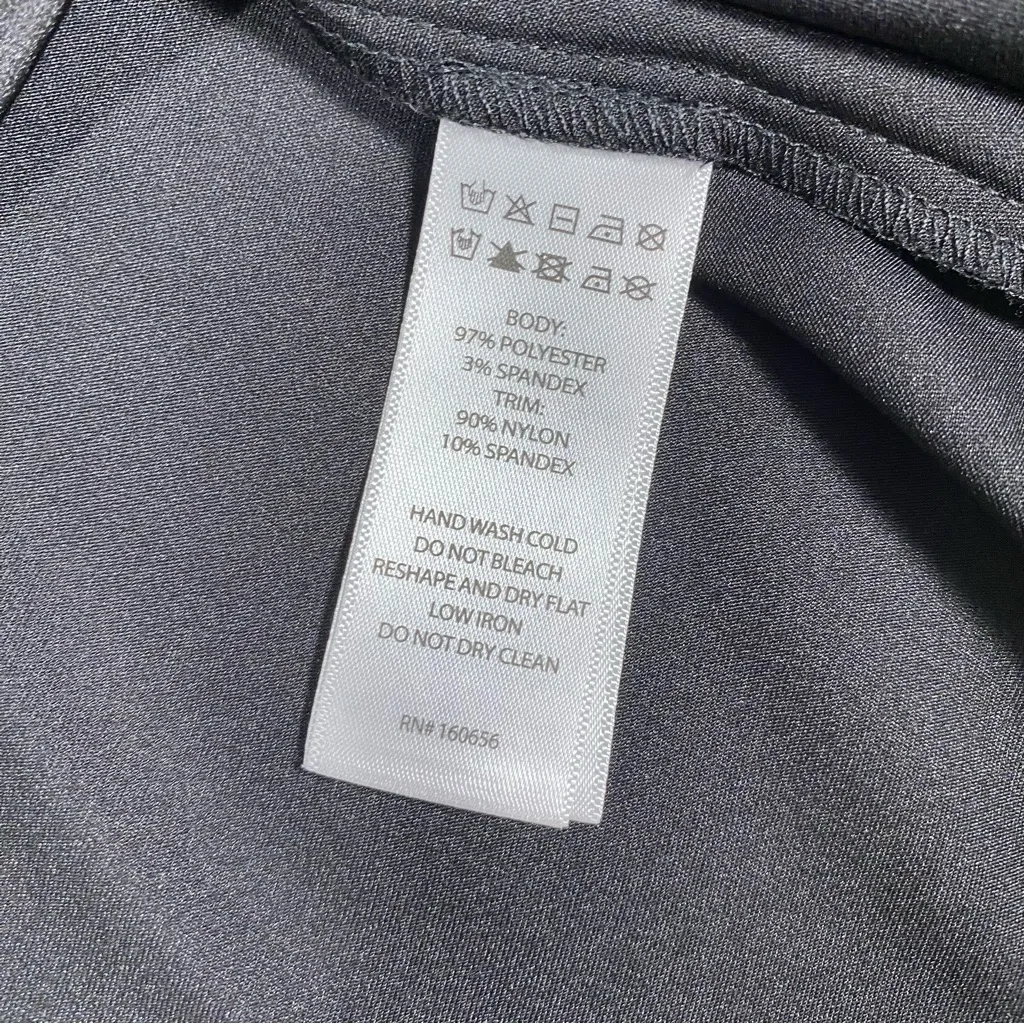 BODY:
97% POLYESTER
3% SPANDEX
TRIM:
90% NYLON
10% SPANDEX
HAND WASH COLD
DO NOT BLEACH
RESHAPE AND DRY FLAT
LOW IRON
DO NOT DRY CLEAN
RN# 160656